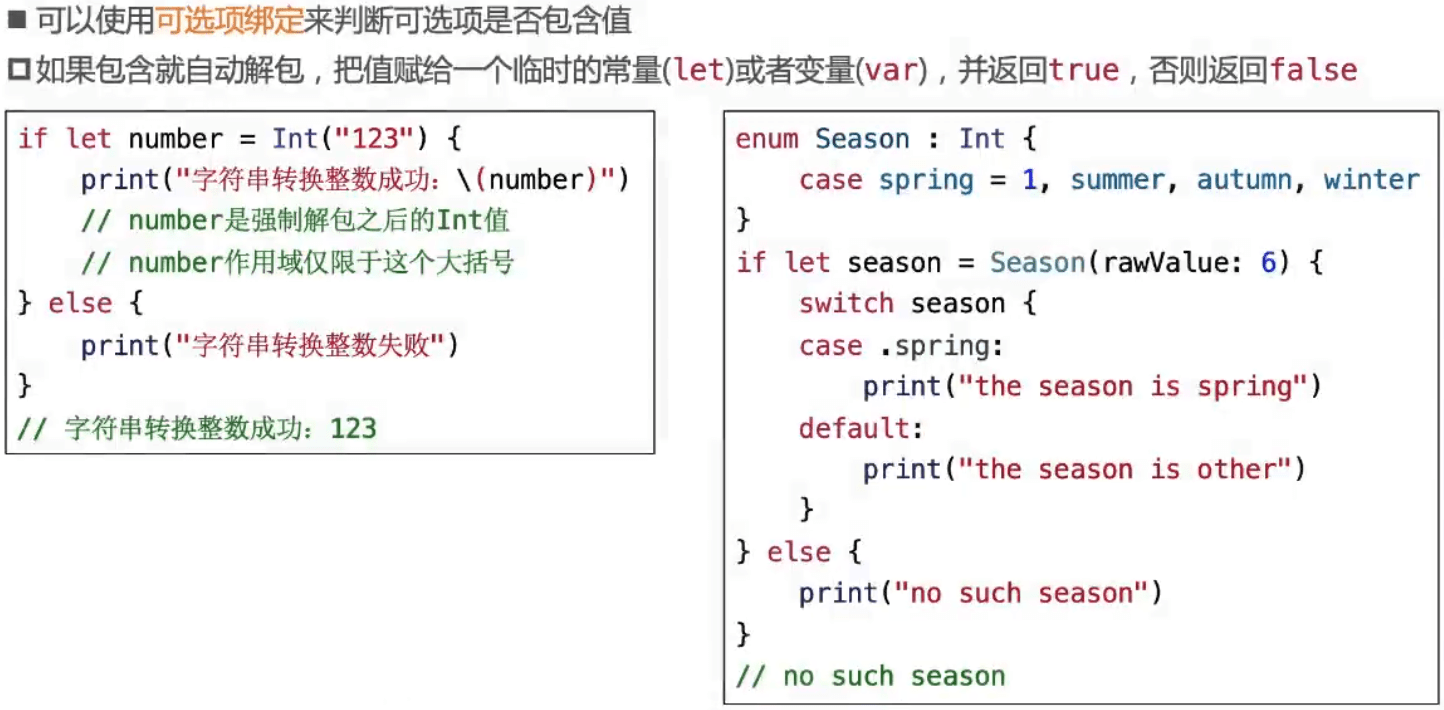 ■ 可以使用可选项绑定来判断可选项是否包含值
如果包含就自动解包，把值赋给一个临时的常量(let)或者变量(var)，并返回true，否则返回false
if let number = Int("123") {
    print("字符串转换整数成功：\(number)")
    // number是强制解包之后的Int值
    // number作用域仅限于这个大括号
} else {
    print("字符串转换整数失败")
}
// 字符串转换整数成功：123
enum Season : Int {
    case spring = 1, summer, autumn, winter
}
if let season = Season(rawValue: 6) {
    switch season {
    case .spring:
        print("the season is spring")
    default:
        print("the season is other")
    }
} else {
    print("no such season")
}
// no such season